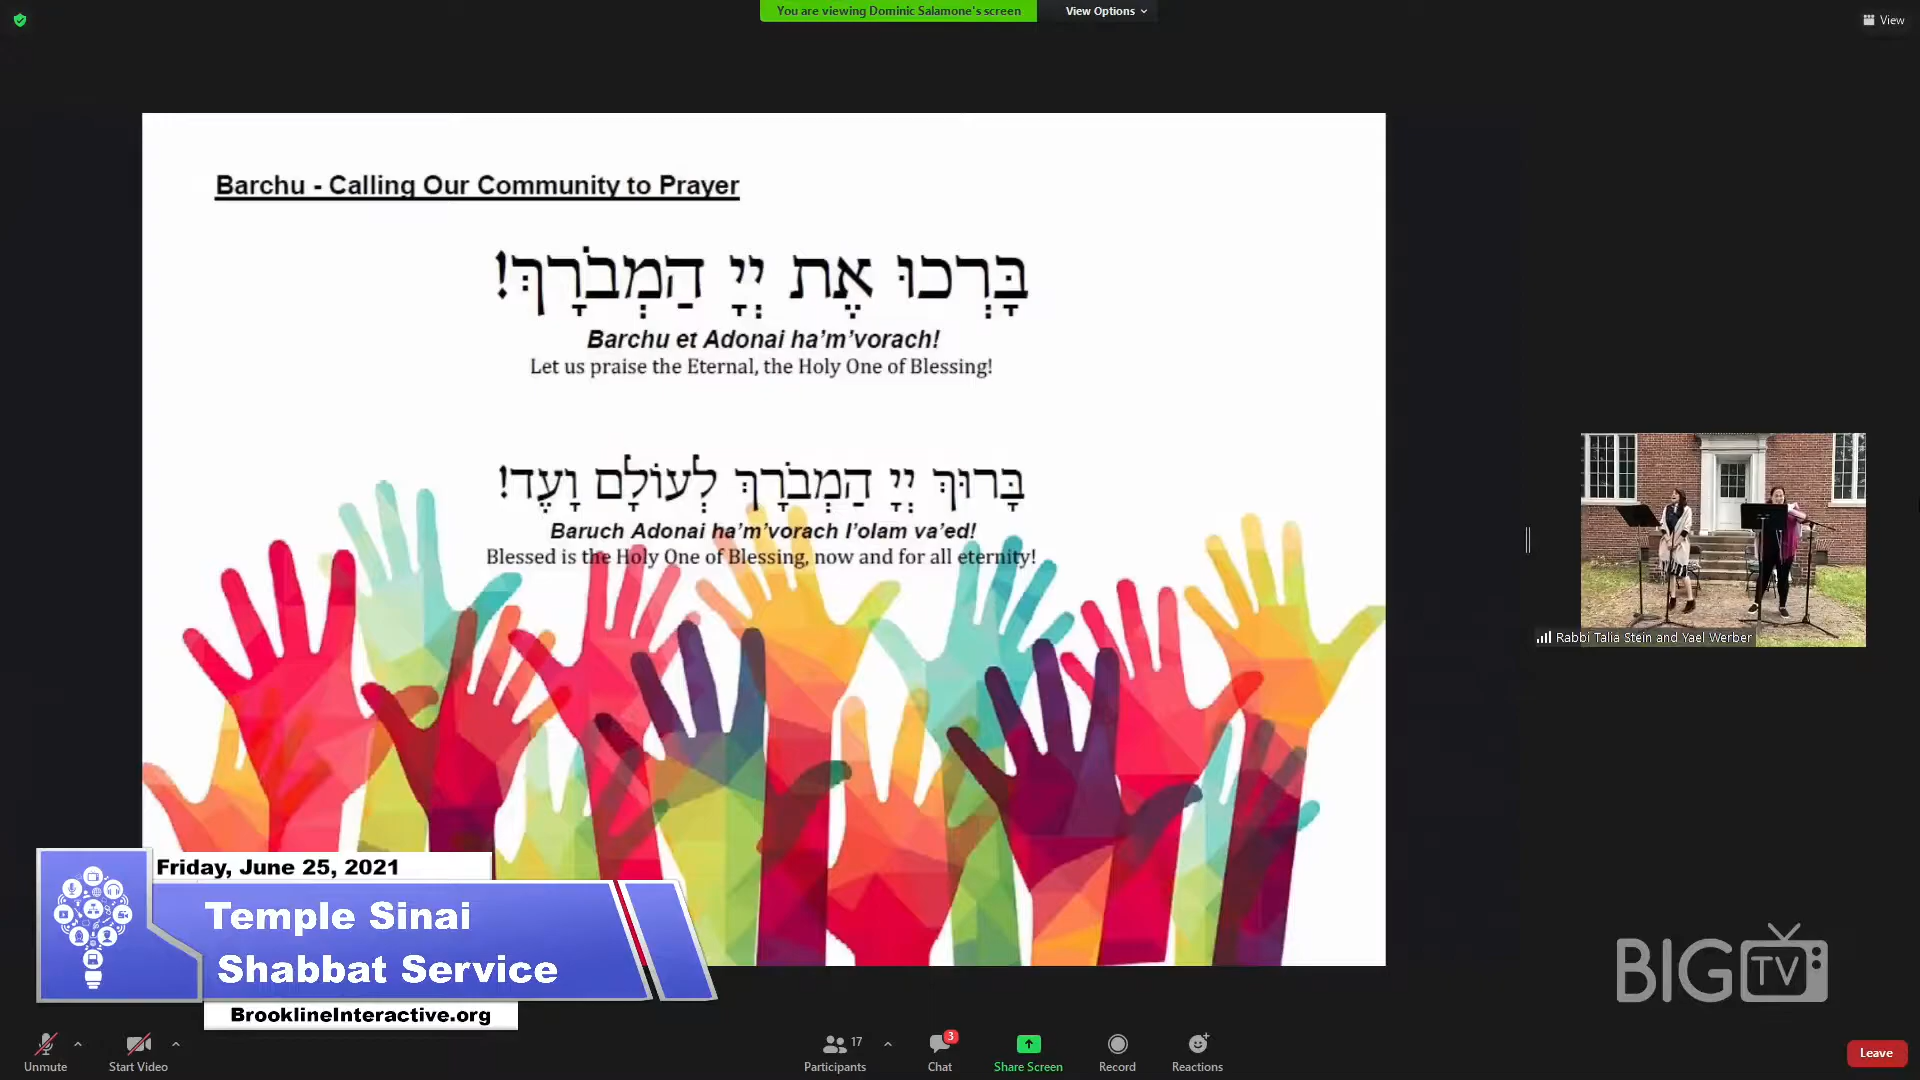 You are viewing Dominic Salamone's screen
View Options
View
Barchu - Calling Our Community to Prayer
בָּרְכוּ אֶת יְיָ הַמְבֹרָךְ!
Barchu et Adonai ha'm'vorach!
Let us praise the Eternal, the Holy One of Blessing!
בָּרוּךְ יְיָ הַמְבֹרָךְ לְעוֹלָם וָעֶד!
Baruch Adonai ha'm'vorach l'olam va'ed!
Blessed is the Holy One of Blessing, now and for all eternity!
Rabbi Talia Stein and Yael Werber
Friday, June 25, 2021
Temple Sinai
Shabbat Service
BrooklineInteractive.org
BIG TV
Unmute
Start Video
17
Participants
3
Chat
Share Screen
Record
Reactions
Leave